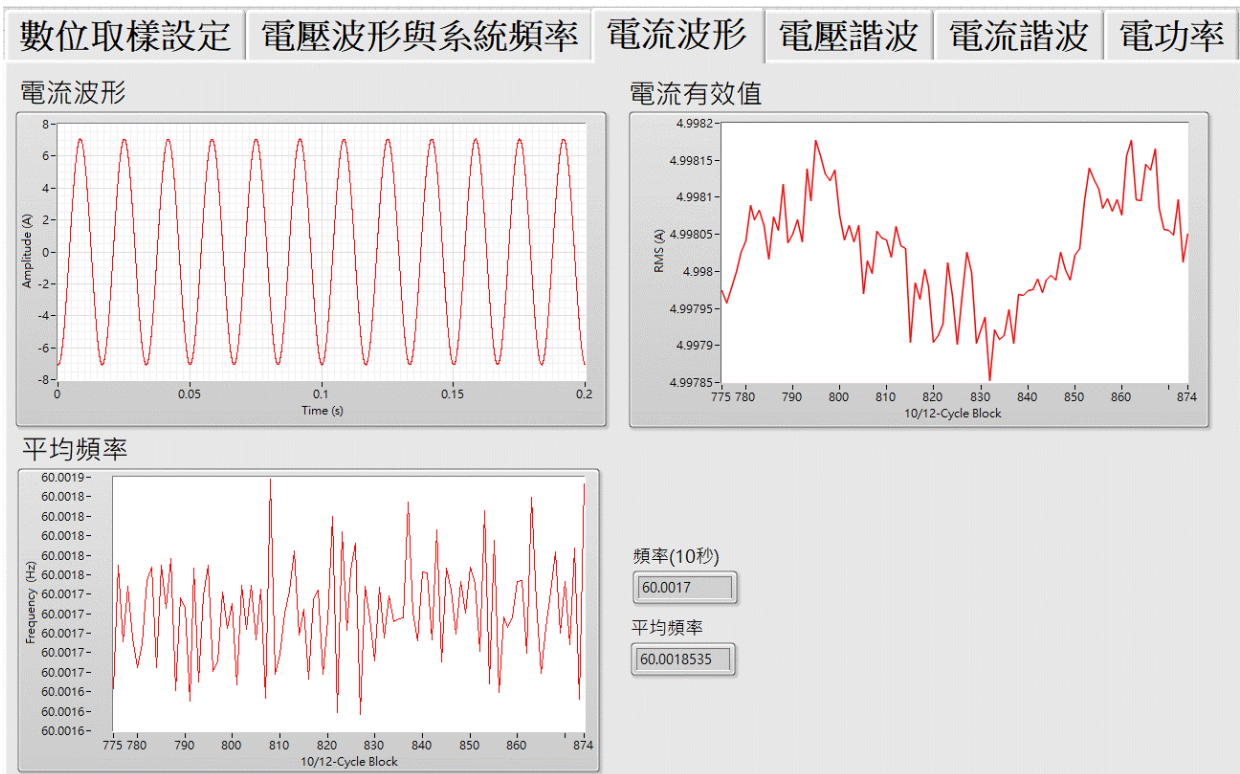 數位取樣設定 電壓波形與系統頻率 電流波形 電壓諧波 電流諧波 電功率
電流波形
8
6
4
2
0
-2
-4
-6
-8
Amplitude (A)
0 0.05 0.1 0.15 0.2
Time (s)
電流有效值
4.9982
4.99815
4.9981
4.99805
4.998
4.99795
4.9979
4.99785
RMS (A)
775 780 790 800 810 820 830 840 850 860 874
10/12-Cycle Block
平均頻率
60.0019
60.0018
60.0018
60.0018
60.0018
60.0018
60.0017
60.0017
60.0017
60.0017
60.0017
60.0016
60.0016
60.0016
Frequency (Hz)
775 780 790 800 810 820 830 840 850 860 874
10/12-Cycle Block
頻率(10秒)
60.0017
平均頻率
60.0018535